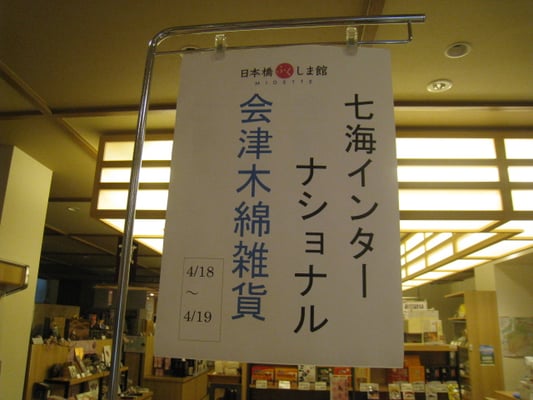 日本橋ふくしま館
MIDETTE
七海インター
ナショナル
会津木綿雑貨
4/18
～
4/19